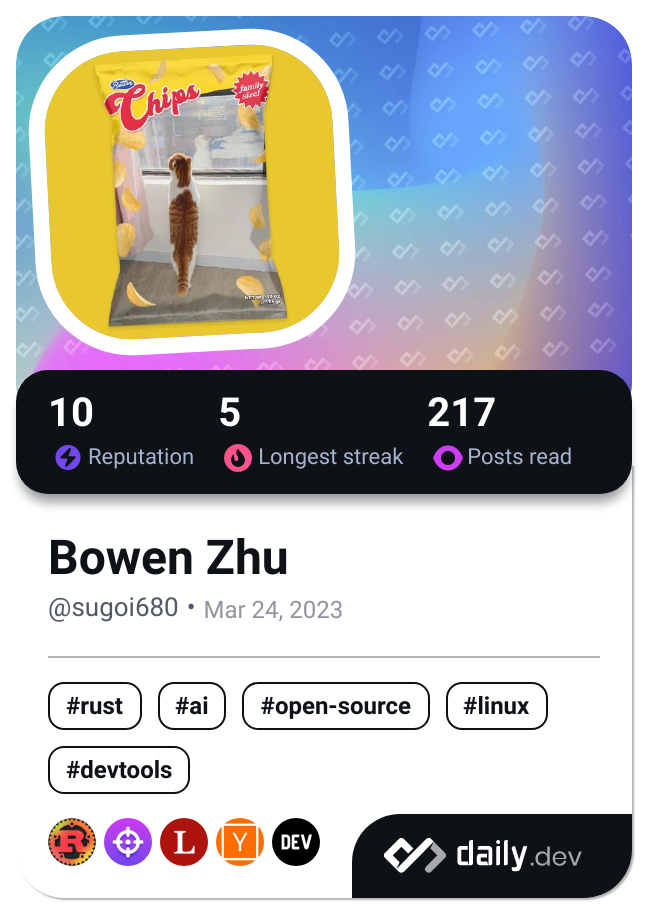 Chips
family
size!
10
5
217
Reputation
Longest streak
Posts read
Bowen Zhu
@sugoi680 • Mar 24, 2023
#rust
#ai
#open-source
#linux
#devtools
R
L
Y
DEV
daily.dev